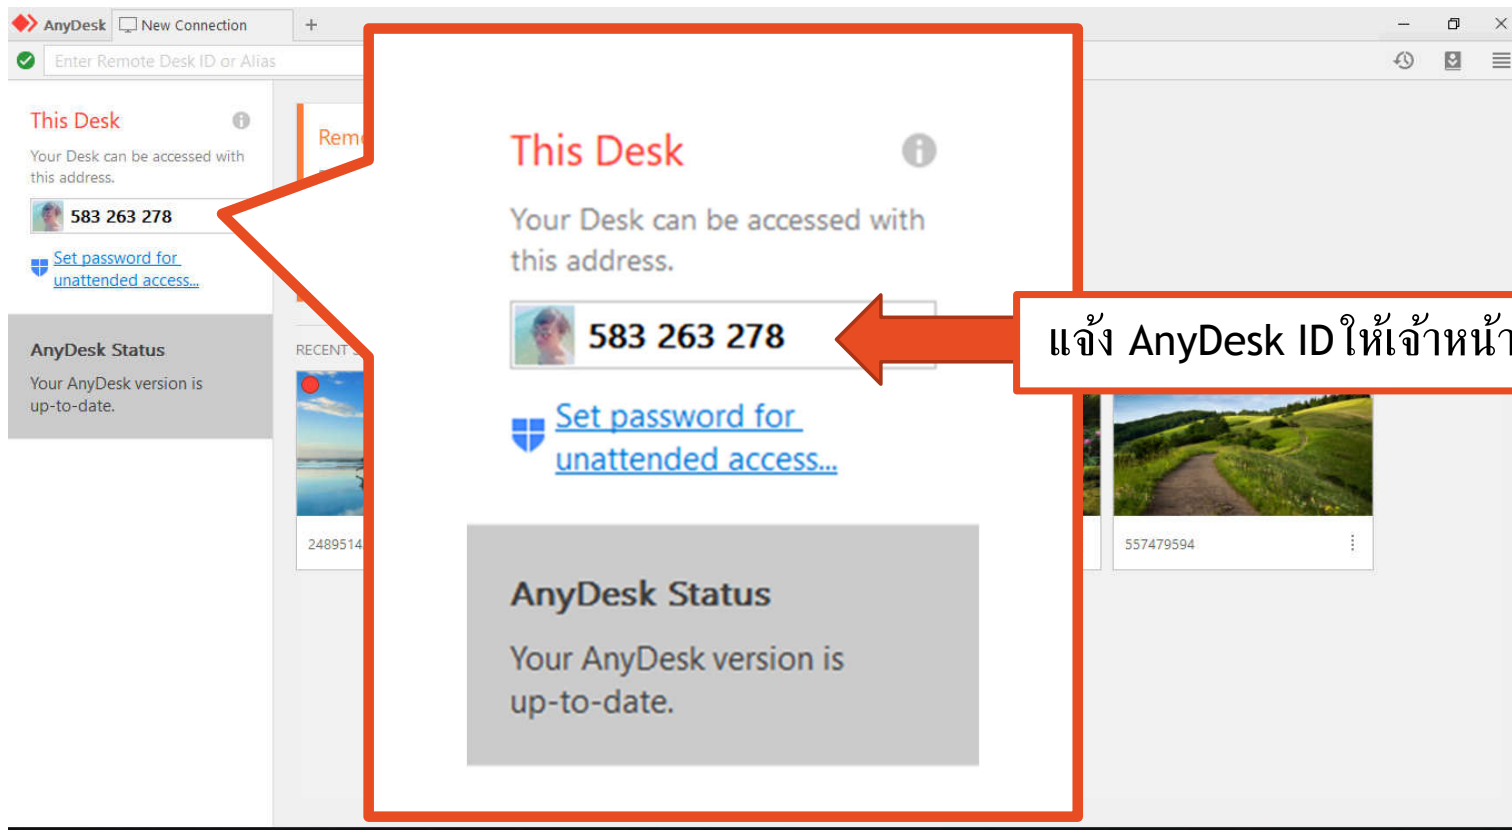 AnyDesk
New Connection
+
Enter Remote Desk ID or Alias
This Desk
Your Desk can be accessed with
this address.
583 263 278
Set password for
unattended access...
AnyDesk Status
Your AnyDesk version is
up-to-date.
RECENT
2489514
This Desk
Your Desk can be accessed with
this address.
583 263 278
Set password for
unattended access...
AnyDesk Status
Your AnyDesk version is
up-to-date.
แจ้ง AnyDesk ID ให้เจ้าหน้า
557479594